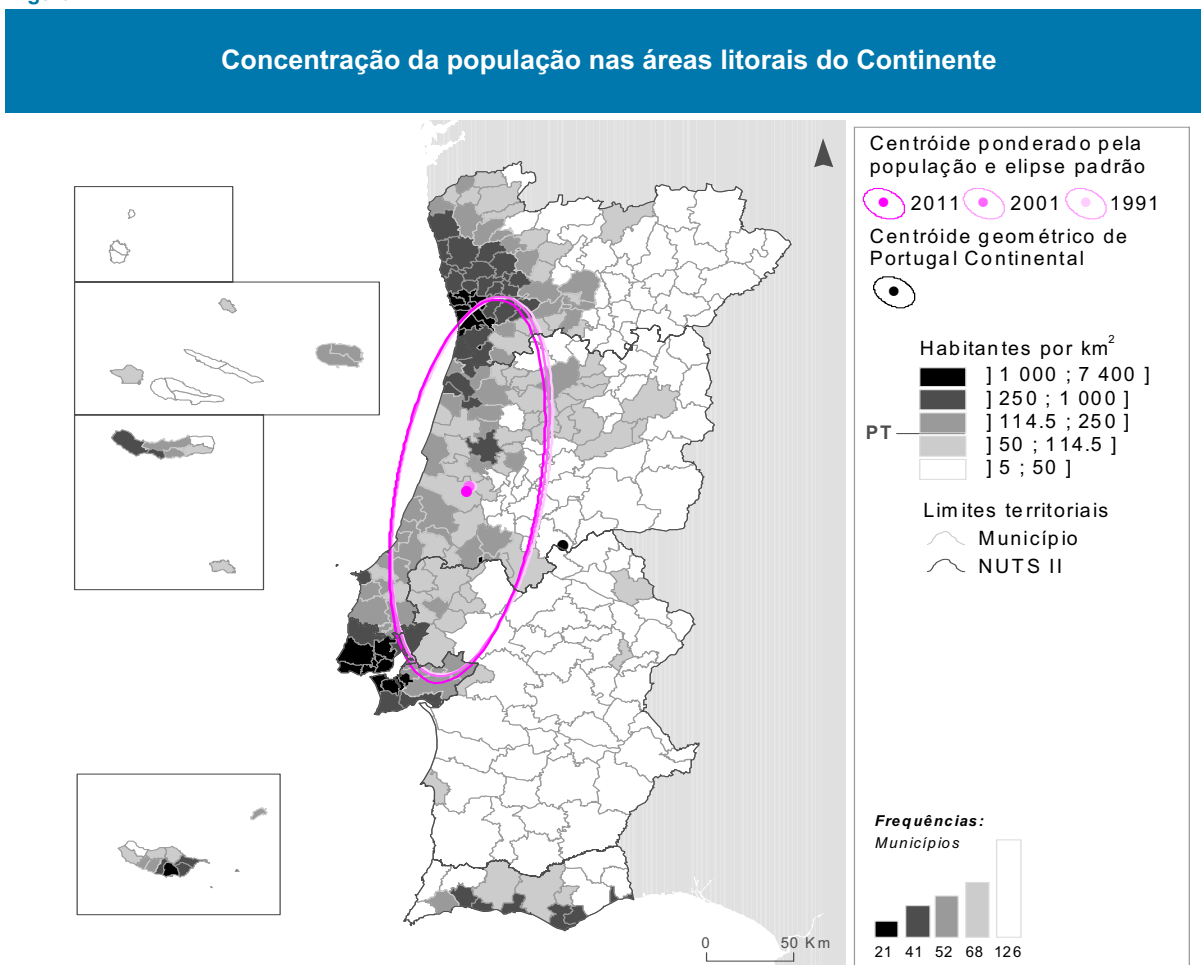 Concentração da população nas áreas litorais do Continente
Centróide ponderado pela
população e elipse padrão
2011 2001 1991
Centróide geométrico de
Portugal Continental
Habitantes por km²
] 1 000 ; 7 400 ]
] 250 ; 1 000 ]
] 114.5 ; 250 ]
PT
] 50 ; 114.5 ]
] 5 ; 50 ]
Limites territoriais
Município
NUTS II
Frequências:
Municípios
21 41 52 68 126
0 50 Km